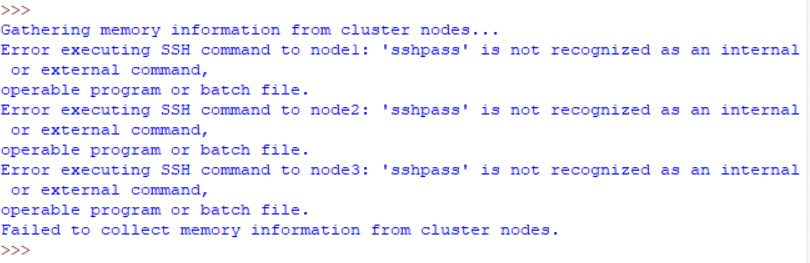 >>>
Gathering memory information from cluster nodes...
Error executing SSH command to node1: 'sshpass' is not recognized as an internal
 or external command,
operable program or batch file.
Error executing SSH command to node2: 'sshpass' is not recognized as an internal
 or external command,
operable program or batch file.
Error executing SSH command to node3: 'sshpass' is not recognized as an internal
 or external command,
operable program or batch file.
Failed to collect memory information from cluster nodes.
>>>